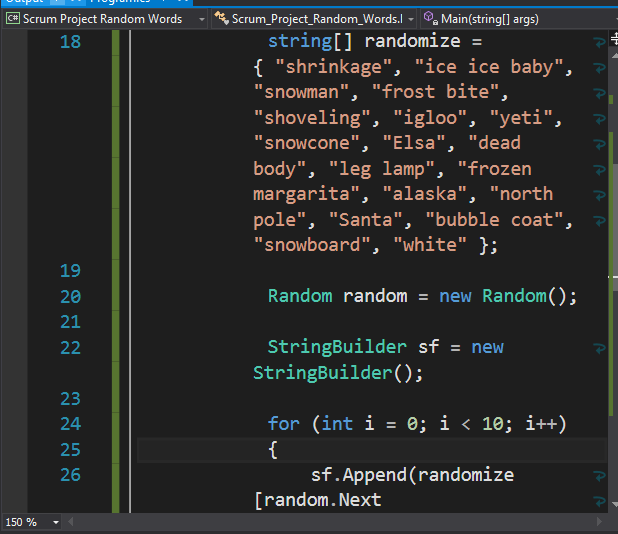 Output
Program.cs
Scrum Project Random Words Scrum_Project_Random_Words. Main(string[] args)
18 string[] randomize =
{ "shrinkage", "ice ice baby",
"snowman", "frost bite",
"shoveling", "igloo", "yeti",
"snowcone", "Elsa", "dead
body", "leg lamp", "frozen
margarita", "alaska", "north
pole", "Santa", "bubble coat",
"snowboard", "white" };
19
20 Random random = new Random();
21
22 StringBuilder sf = new
StringBuilder();
23
24 for (int i = 0; i < 10; i++)
25 {
26 sf.Append(randomize
[random.Next
150 %